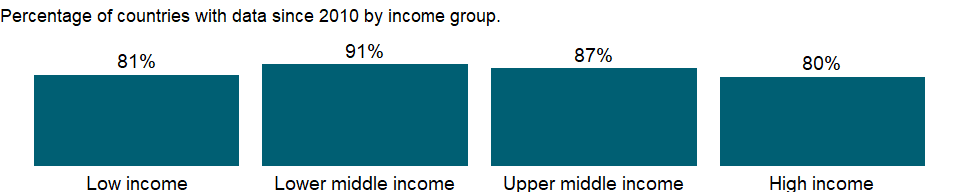 Percentage of countries with data since 2010 by income group.
81%
91%
87%
80%
Low income
Lower middle income
Upper middle income
High income